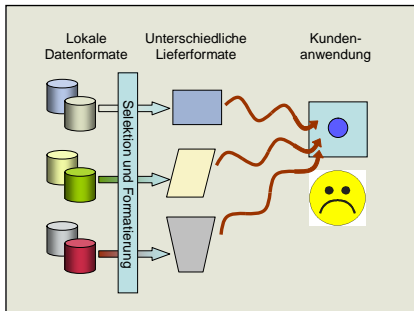 Lokale
Datenformate
Unterschiedliche
Lieferformate
Kunden-
anwendung
Selektion und Formatierung